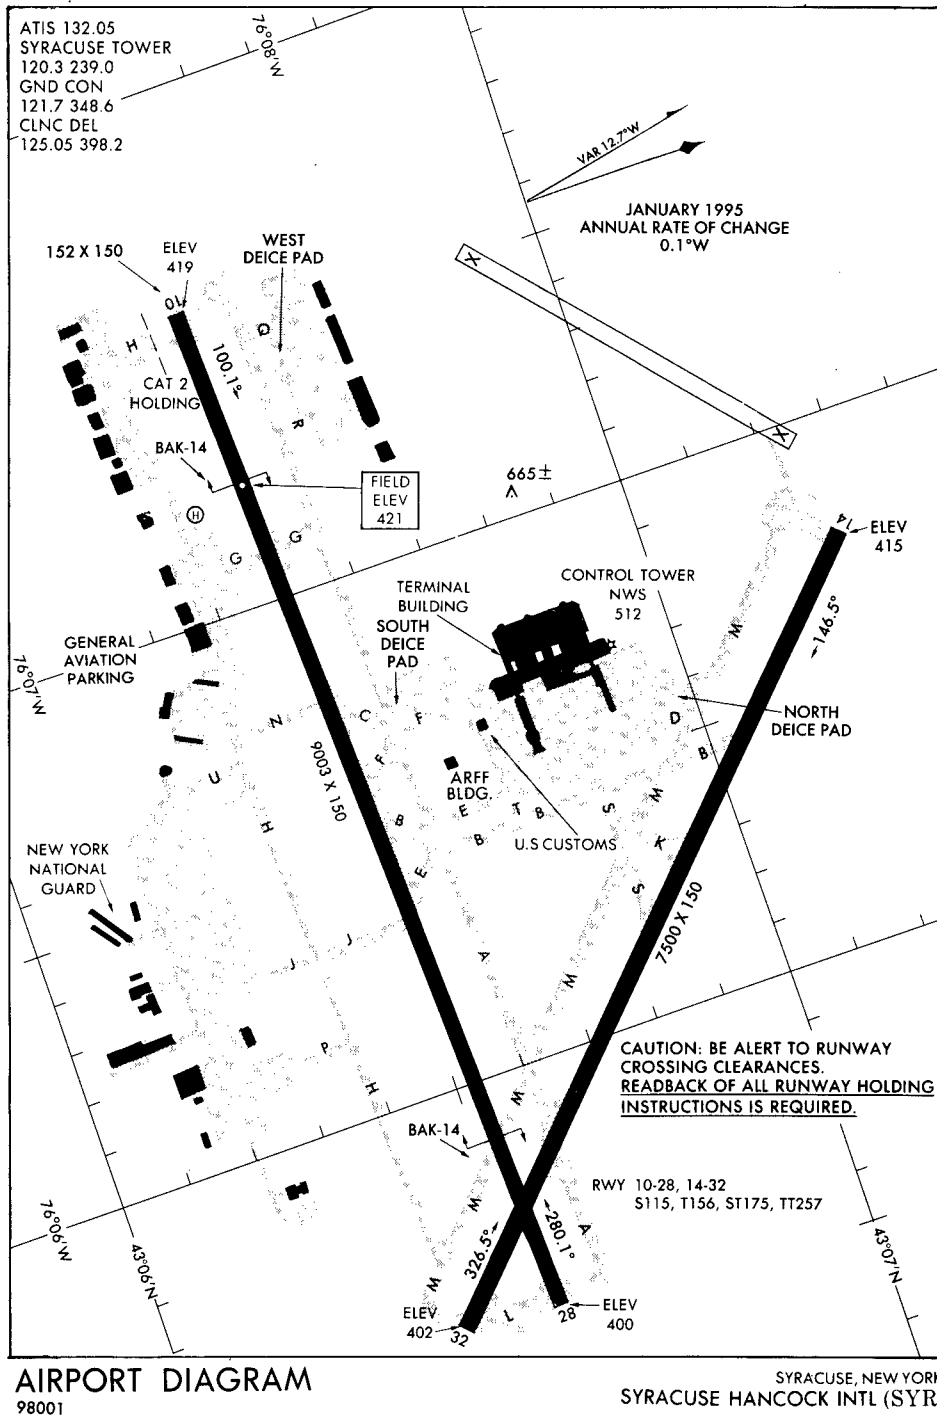 ATIS 132.05
SYRACUSE TOWER
120.3 239.0
GND CON
121.7 348.6
CLNC DEL
125.05 398.2
76°08'W
VAR 12.7°W
JANUARY 1995
ANNUAL RATE OF CHANGE
0.1°W
152 X 150
ELEV
419
WEST
DEICE PAD
X
10
H
Q
100.1°
CAT 2
HOLDING
R
X
BAK-14
FIELD
ELEV
421
665±
H
G
G
14
ELEV
415
CONTROL TOWER
NWS
512
TERMINAL
BUILDING
SOUTH
DEICE
PAD
146.5°
M
GENERAL
AVIATION
PARKING
76°07'W
N
C
F
D
NORTH
DEICE PAD
B
F
U
9003 X 150
ARFF
BLDG.
H
B
E
T
B
S
M
B
U.S CUSTOMS
K
NEW YORK
NATIONAL
GUARD
E
S
7500 X 150
J
J
A
M
P
H
M
CAUTION: BE ALERT TO RUNWAY
CROSSING CLEARANCES.
READBACK OF ALL RUNWAY HOLDING
INSTRUCTIONS IS REQUIRED.
BAK-14
RWY 10-28, 14-32
S115, T156, ST175, TT257
76°06'W
43°06'N
M
326.5°
280.1°
A
43°07'N
M
ELEV
402
32
L
28
ELEV
400
AIRPORT DIAGRAM
98001
SYRACUSE, NEW YORK
SYRACUSE HANCOCK INTL (SYR